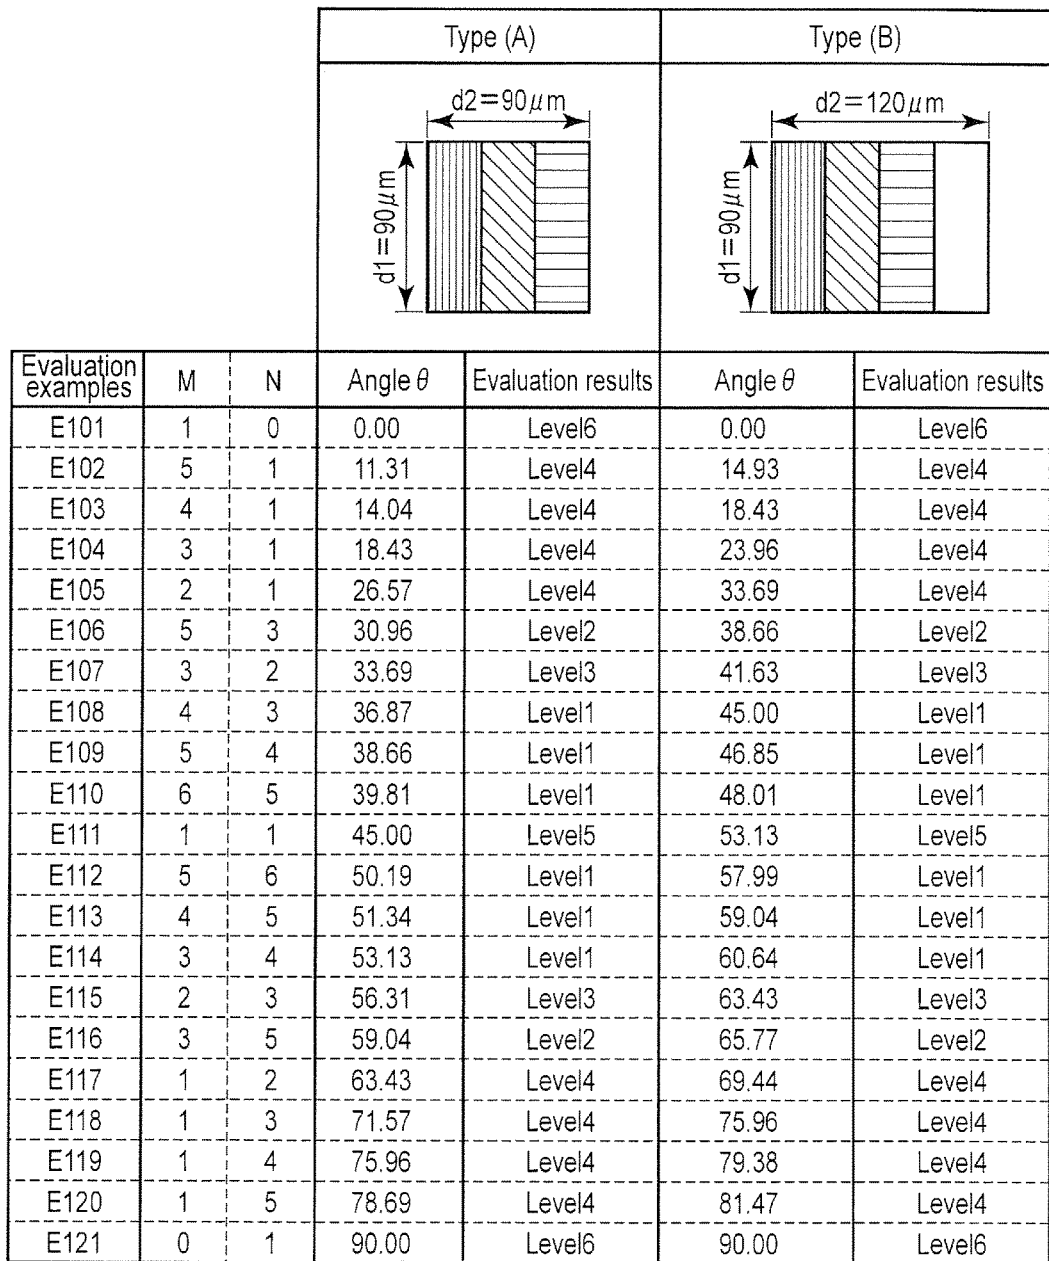 Type (A) Type (B)
d2=90μm d2=120μm
d1=90μm d1=90μm
Evaluation examples M N Angle θ Evaluation results Angle θ Evaluation results
E101 1 0 0.00 Level6 0.00 Level6
E102 5 1 11.31 Level4 14.93 Level4
E103 4 1 14.04 Level4 18.43 Level4
E104 3 1 18.43 Level4 23.96 Level4
E105 2 1 26.57 Level4 33.69 Level4
E106 5 3 30.96 Level2 38.66 Level2
E107 3 2 33.69 Level3 41.63 Level3
E108 4 3 36.87 Level1 45.00 Level1
E109 5 4 38.66 Level1 46.85 Level1
E110 6 5 39.81 Level1 48.01 Level1
E111 1 1 45.00 Level5 53.13 Level5
E112 5 6 50.19 Level1 57.99 Level1
E113 4 5 51.34 Level1 59.04 Level1
E114 3 4 53.13 Level1 60.64 Level1
E115 2 3 56.31 Level3 63.43 Level3
E116 3 5 59.04 Level2 65.77 Level2
E117 1 2 63.43 Level4 69.44 Level4
E118 1 3 71.57 Level4 75.96 Level4
E119 1 4 75.96 Level4 79.38 Level4
E120 1 5 78.69 Level4 81.47 Level4
E121 0 1 90.00 Level6 90.00 Level6